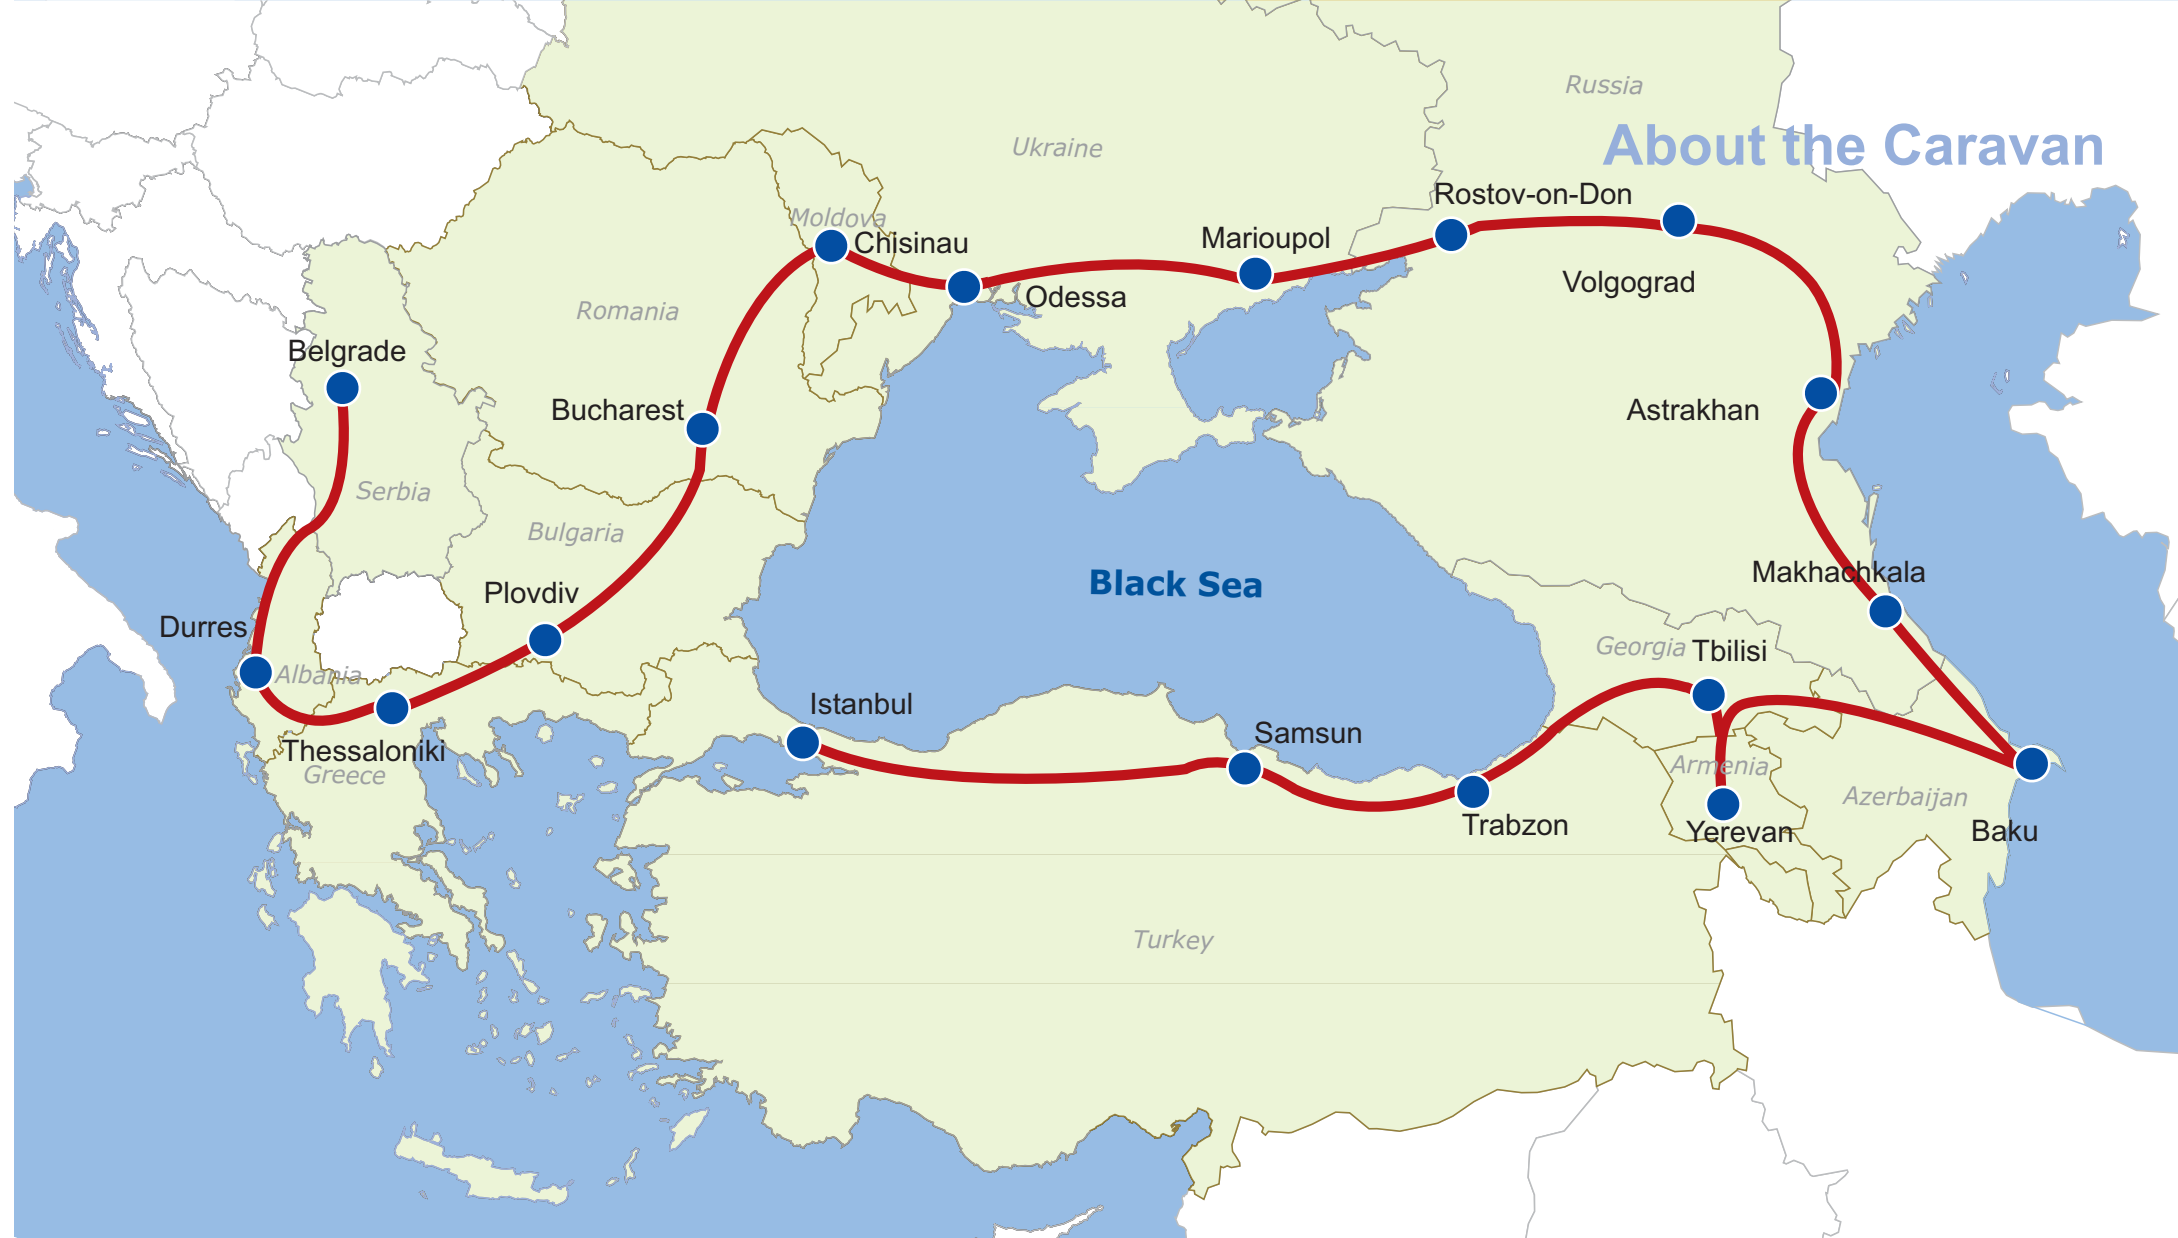 Russia
About the Caravan
Ukraine
Rostov-on-Don
Moldova
Chisinau
Marioupol
Volgograd
Odessa
Romania
Belgrade
Bucharest
Astrakhan
Serbia
Bulgaria
Makhachkala
Black Sea
Plovdiv
Durres
Georgia
Tbilisi
Albania
Istanbul
Samsun
Thessaloniki
Greece
Armenia
Azerbaijan
Trabzon
Yerevan
Baku
Turkey